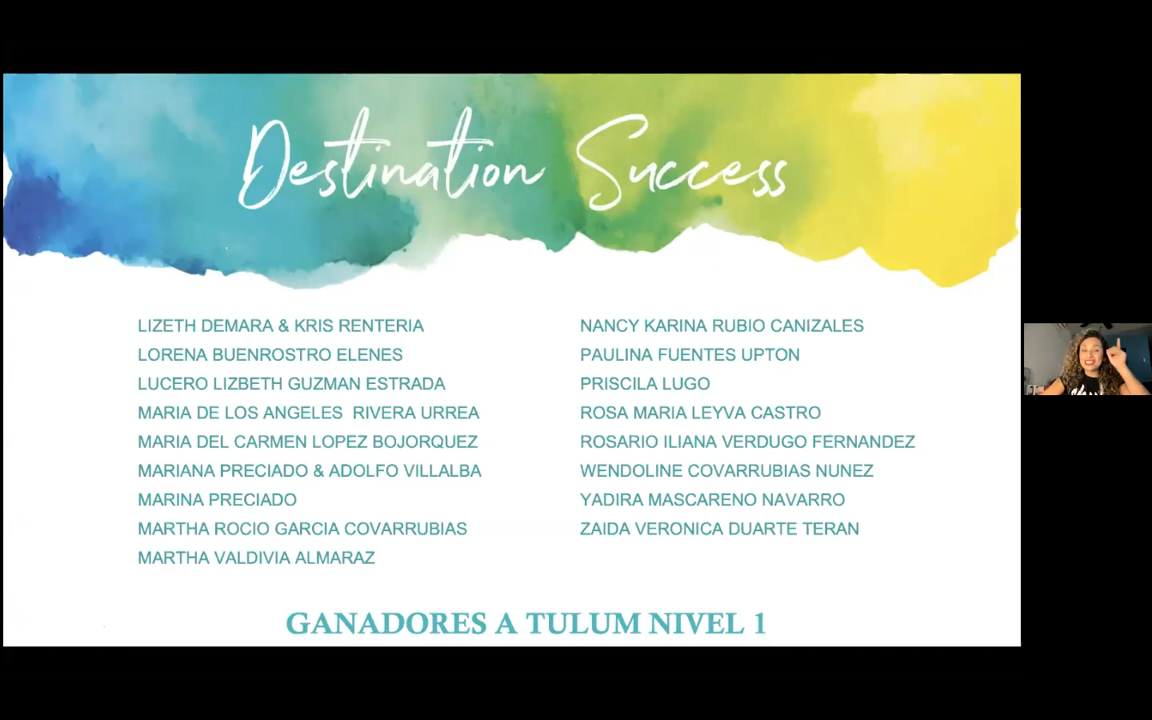 Destination Success
LIZETH DEMARA & KRIS RENTERIA
LORENA BUENROSTRO ELENES
LUCERO LIZBETH GUZMAN ESTRADA
MARIA DE LOS ANGELES  RIVERA URREA
MARIA DEL CARMEN LOPEZ BOJORQUEZ
MARIANA PRECIADO & ADOLFO VILLALBA
MARINA PRECIADO
MARTHA ROCIO GARCIA COVARRUBIAS
MARTHA VALDIVIA ALMARAZ
NANCY KARINA RUBIO CANIZALES
PAULINA FUENTES UPTON
PRISCILA LUGO
ROSA MARIA LEYVA CASTRO
ROSARIO ILIANA VERDUGO FERNANDEZ
WENDOLINE COVARRUBIAS NUNEZ
YADIRA MASCARENO NAVARRO
ZAIDA VERONICA DUARTE TERAN
GANADORES A TULUM NIVEL 1